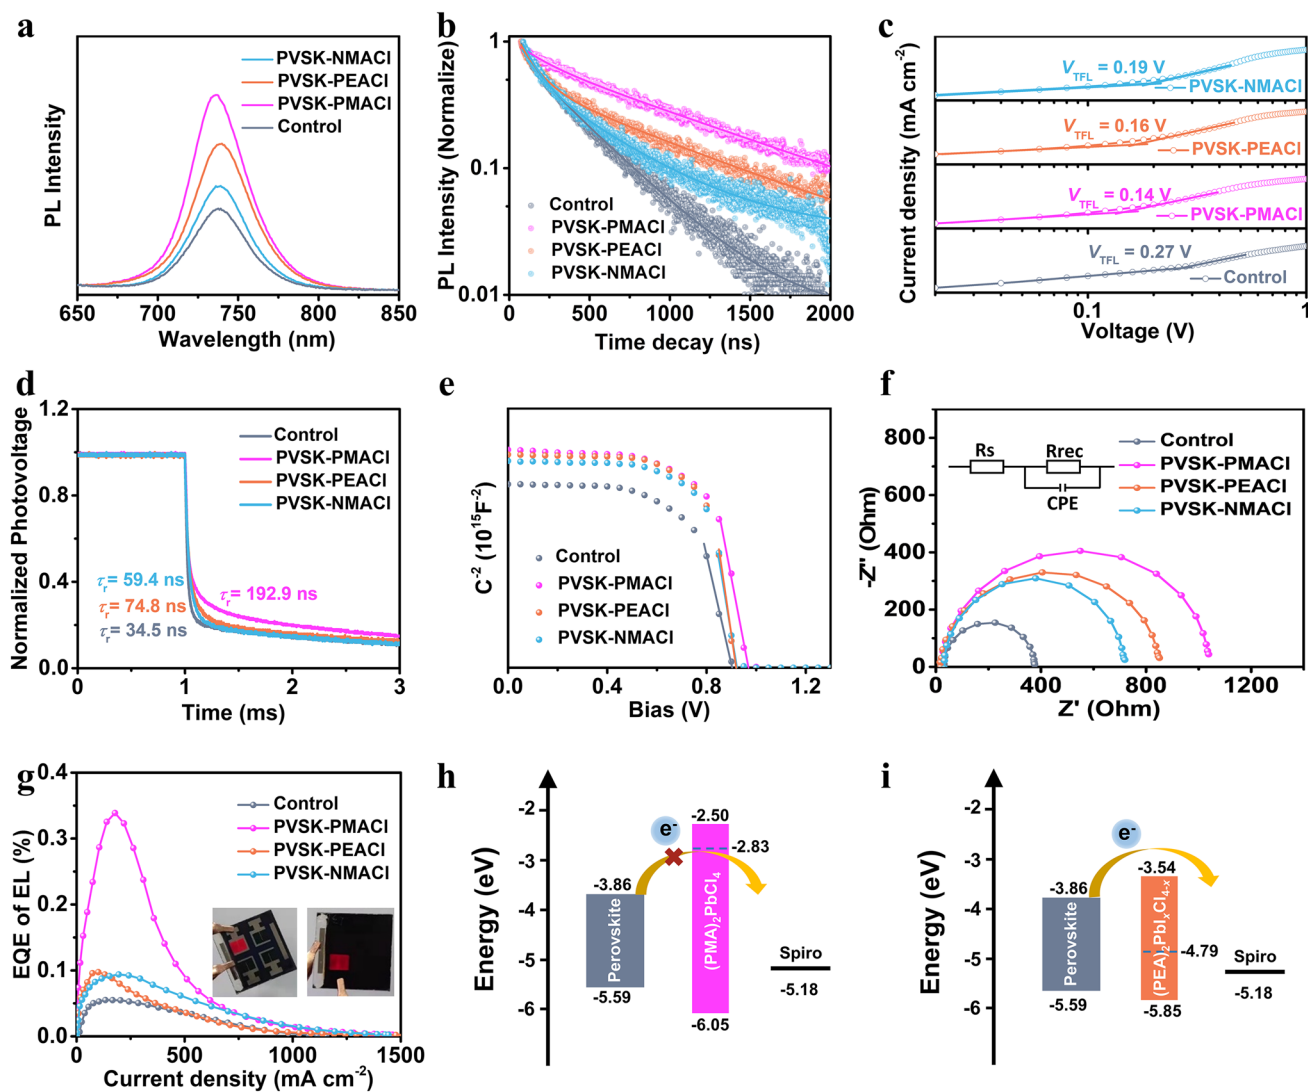 a
PVSK-NMACl
PVSK-PEACl
PVSK-PMACl
Control
PL Intensity
650 700 750 800 850
Wavelength (nm)
b
1
0.1
0.01
PL Intensity (Normalize)
Control
PVSK-PMACl
PVSK-PEACl
PVSK-NMACl
0 500 1000 1500 2000
Time decay (ns)
c
Current density (mA cm⁻²)
V_TFL = 0.19 V
PVSK-NMACl
V_TFL = 0.16 V
PVSK-PEACl
V_TFL = 0.14 V
PVSK-PMACl
V_TFL = 0.27 V
Control
0.1 1
Voltage (V)
d
1.2
0.8
0.4
0.0
Normalized Photovoltage
Control
PVSK-PMACl
PVSK-PEACl
PVSK-NMACl
τr= 59.4 ns
τr= 192.9 ns
τr= 74.8 ns
τr= 34.5 ns
0 1 2 3
Time (ms)
e
C⁻² (10¹⁵F⁻²)
Control
PVSK-PMACl
PVSK-PEACl
PVSK-NMACl
0.0 0.4 0.8 1.2
Bias (V)
f
800
600
400
200
0
-Z'' (Ohm)
Rs
Rrec
CPE
Control
PVSK-PMACl
PVSK-PEACl
PVSK-NMACl
0 400 800 1200
Z' (Ohm)
g
0.4
0.3
0.2
0.1
0.0
EQE of EL (%)
Control
PVSK-PMACl
PVSK-PEACl
PVSK-NMACl
0 500 1000 1500
Current density (mA cm⁻²)
h
-2
-3
-4
-5
-6
Energy (eV)
e⁻
-2.50
-2.83
-3.86
Perovskite
(PMA)₂PbCl₄
-5.59
-6.05
Spiro
-5.18
i
-2
-3
-4
-5
-6
Energy (eV)
e⁻
-3.54
-3.86
Perovskite
(PEA)₂PbIₓCl₄₋ₓ
-4.79
-5.59
-5.85
Spiro
-5.18